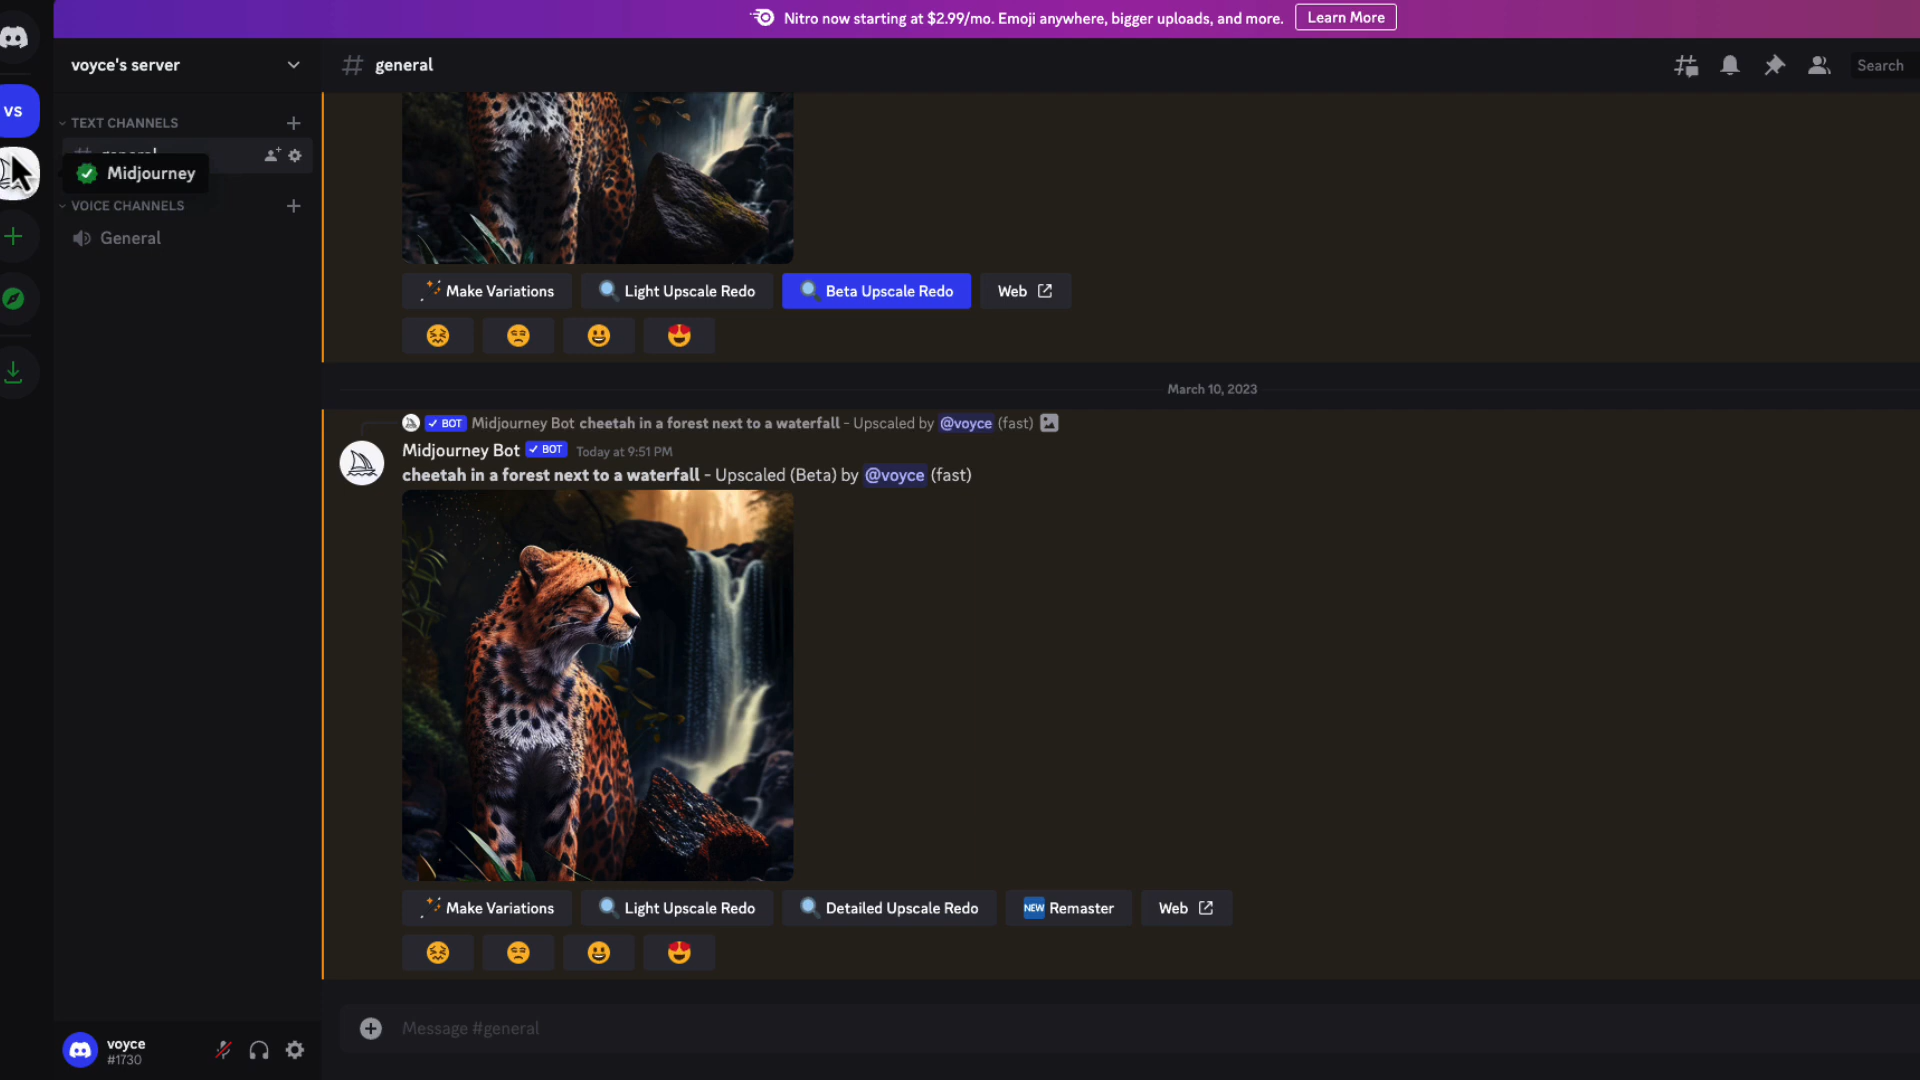 Nitro now starting at $2.99/mo. Emoji anywhere, bigger uploads, and more. Learn More
voyce's server
general
Search
VS
TEXT CHANNELS
general
Midjourney
VOICE CHANNELS
General
Make Variations Light Upscale Redo Beta Upscale Redo Web
March 10, 2023
BOT Midjourney Bot cheetah in a forest next to a waterfall - Upscaled by @voyce (fast)
Midjourney Bot BOT Today at 9:51 PM
cheetah in a forest next to a waterfall - Upscaled (Beta) by @voyce (fast)
Make Variations Light Upscale Redo Detailed Upscale Redo NEW Remaster Web
Message #general
voyce
#1730